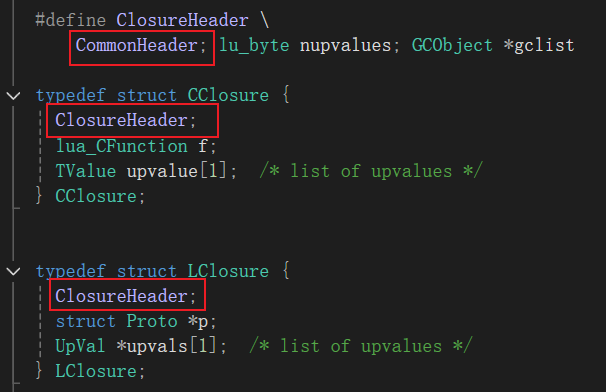 #define ClosureHeader \
CommonHeader; lu_byte nupvalues; GCObject *gclist
typedef struct CClosure {
ClosureHeader;
lua_CFunction f;
TValue upvalue[1];  /* list of upvalues */
} CClosure;
typedef struct LClosure {
ClosureHeader;
struct Proto *p;
UpVal *upvals[1];  /* list of upvalues */
} LClosure;